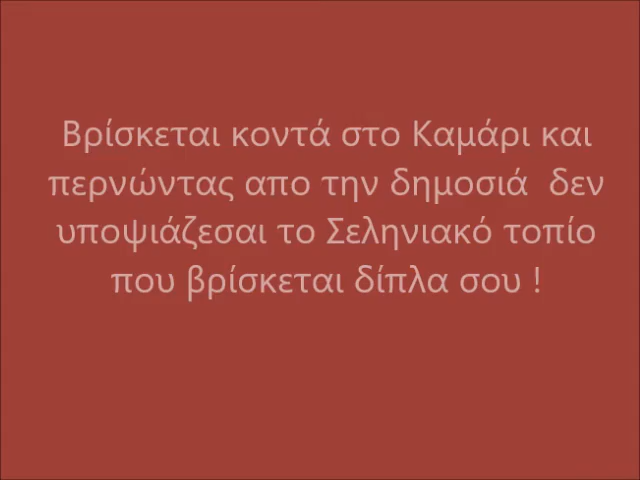 Βρίσκεται κοντά στο Καμάρι και
περνώντας απο την δημοσιά  δεν
υποψιάζεσαι το Σεληνιακό τοπίο
που βρίσκεται δίπλα σου !